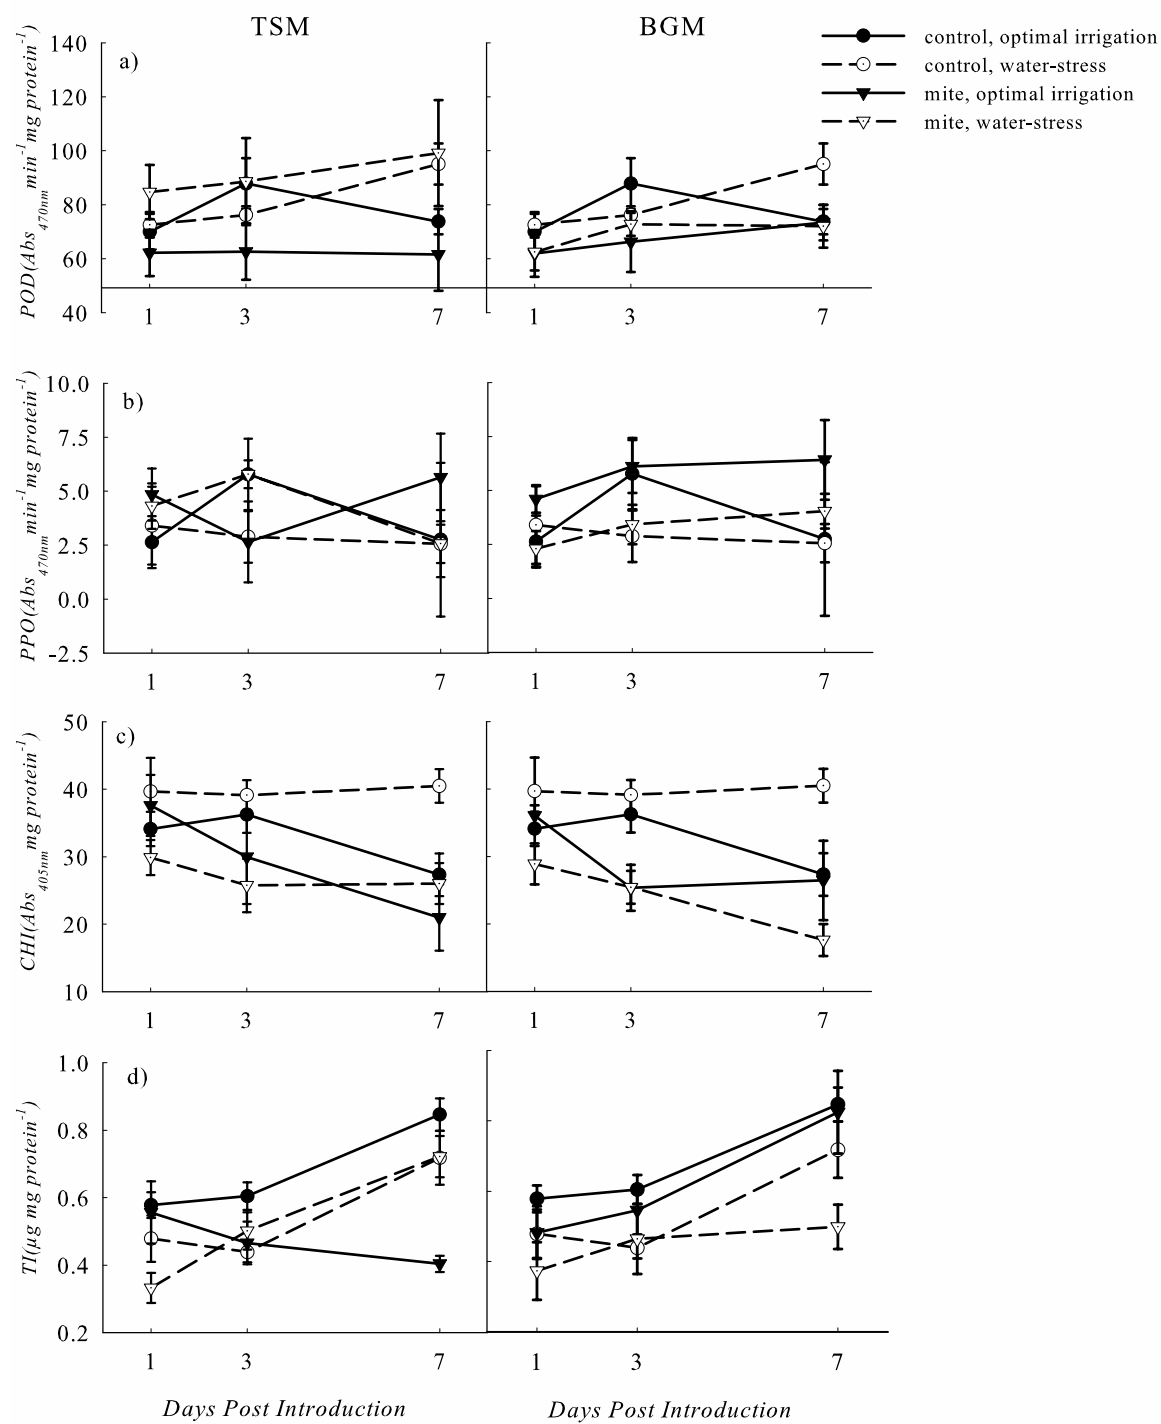 TSM BGM
control, optimal irrigation
control, water-stress
mite, optimal irrigation
mite, water-stress
a)
POD(Abs470nm min-1mg protein-1)
140
120
100
80
60
40
1 3 7 1 3 7
b)
PPO(Abs470nm min-1mg protein-1)
10.0
7.5
5.0
2.5
0.0
-2.5
1 3 7 1 3 7
c)
CHI(Abs405nm mg protein-1)
50
40
30
20
10
1 3 7 1 3 7
d)
TI(µg mg protein-1)
1.0
0.8
0.6
0.4
0.2
1 3 7 1 3 7
Days Post Introduction Days Post Introduction